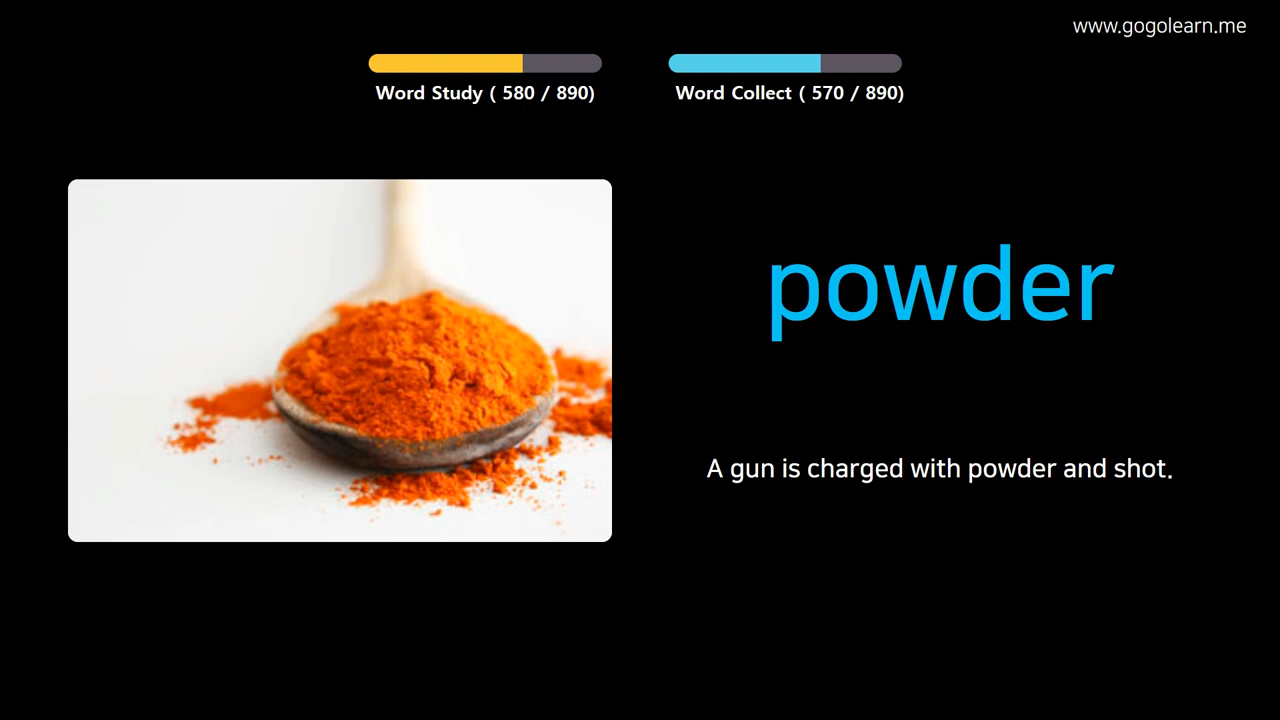 www.gogolearn.me
Word Study ( 580 / 890)
Word Collect ( 570 / 890)
powder
A gun is charged with powder and shot.